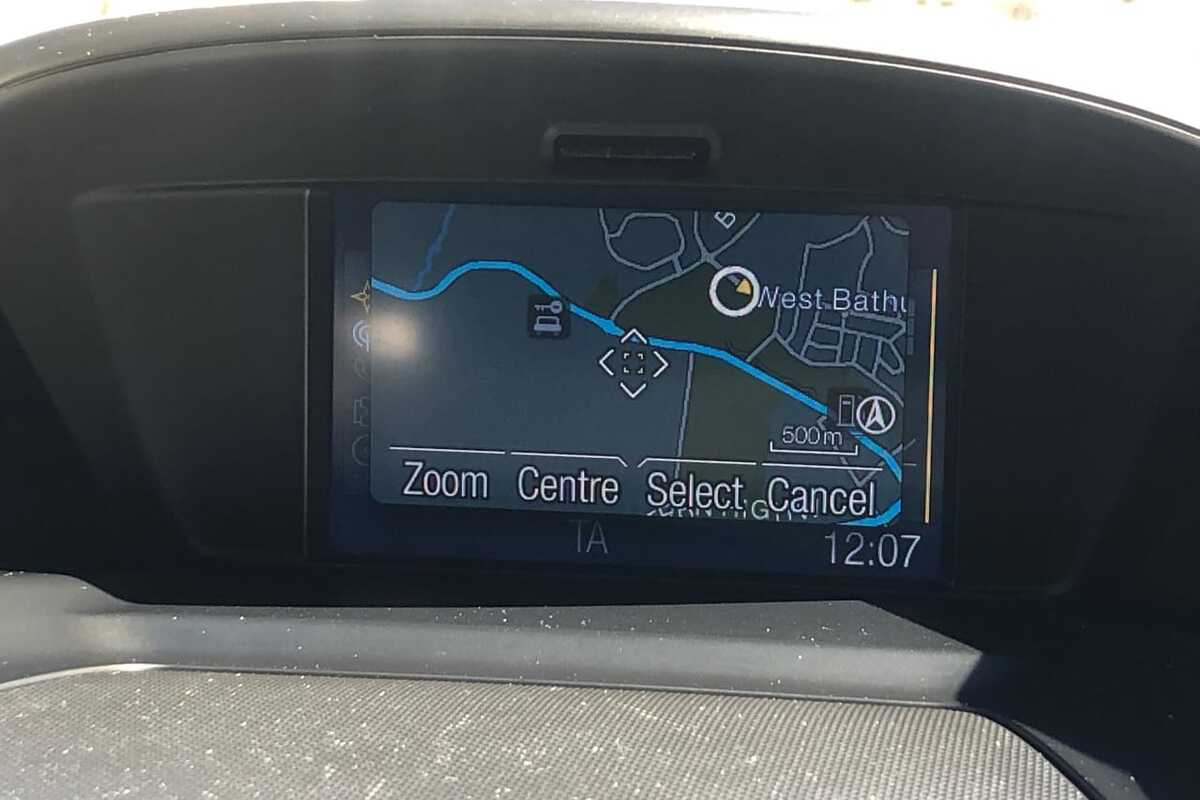 B
West Bathu
500m
Zoom Centre Select Cancel
TA
12:07